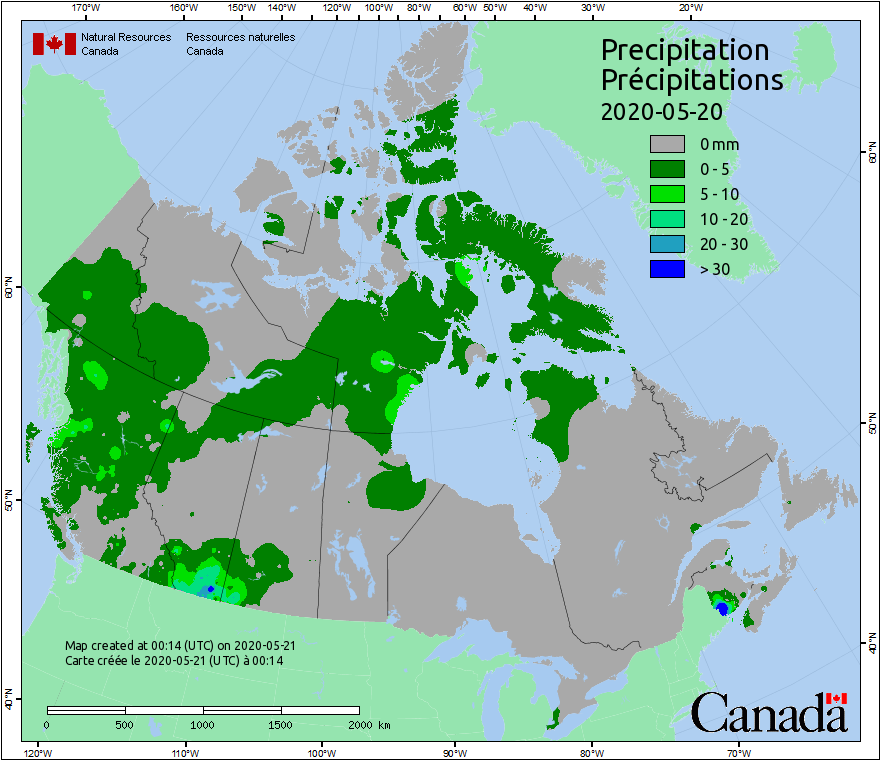 170°W 160°W 150°W 140°W 120°W 100°W 80°W 60°W 50°W 40°W 30°W 20°W
Natural Resources Ressources naturelles
Canada Canada
Precipitation
Précipitations
2020-05-20
0 mm
0 - 5
5 - 10
10 - 20
20 - 30
> 30
60°N
60°N
50°N
50°N
40°N
40°N
Map created at 00:14 (UTC) on 2020-05-21
Carte créée le 2020-05-21 (UTC) à 00:14
0 500 1000 1500 2000 km
Canada
120°W 110°W 100°W 90°W 80°W 70°W